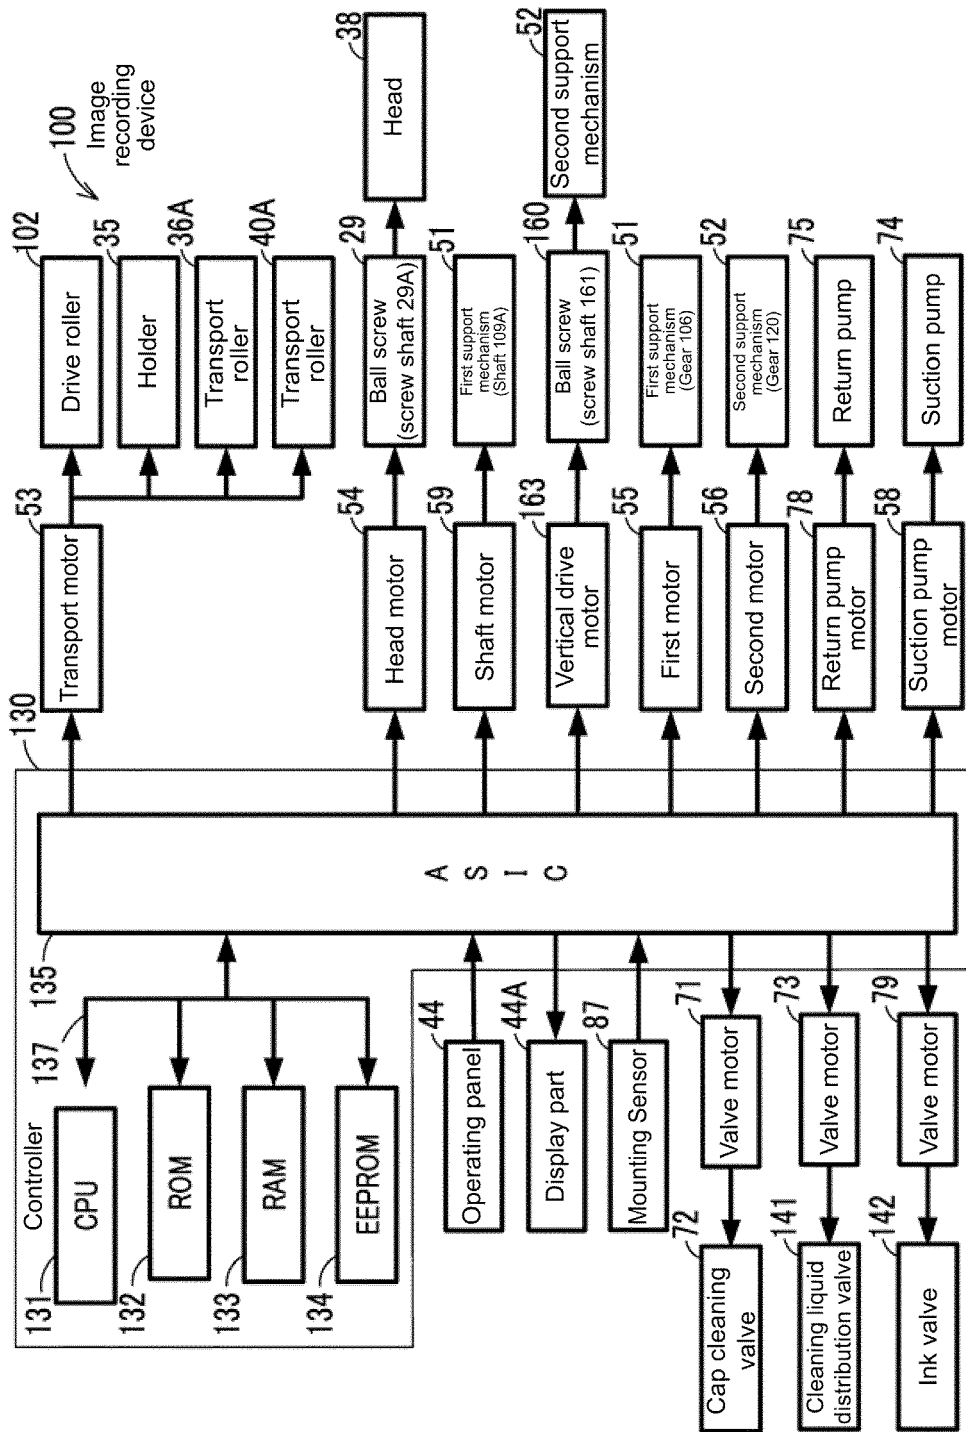 100
Image
recording
device
130
Controller
131
CPU
132
ROM
133
RAM
134
EEPROM
137
135
ASIC
44
Operating panel
44A
Display part
87
Mounting Sensor
71
Valve motor
72
Cap cleaning
valve
73
Valve motor
141
Cleaning liquid
distribution valve
79
Valve motor
142
Ink valve
53
Transport motor
102
Drive roller
35
Holder
36A
Transport
roller
40A
Transport
roller
54
Head motor
29
Ball screw
(screw shaft 29A)
38
Head
59
Shaft motor
51
First support
mechanism
(Shaft 109A)
163
Vertical drive
motor
160
Ball screw
(screw shaft 161)
52
Second support
mechanism
55
First motor
51
First support
mechanism
(Gear 106)
56
Second motor
52
Second support
mechanism
(Gear 120)
78
Return pump
motor
75
Return pump
58
Suction pump
motor
74
Suction pump